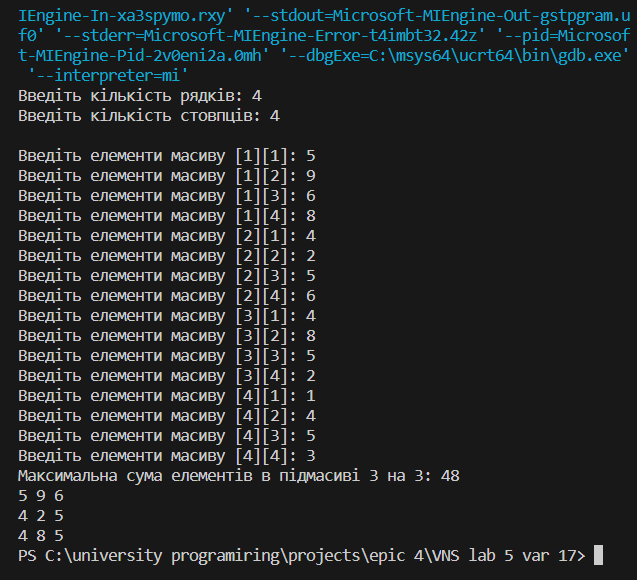 IEngine-In-xa3spymo.rxy' '--stdout=Microsoft-MIEngine-Out-gstpgram.u
f0' '--stderr=Microsoft-MIEngine-Error-t4imbt32.42z' '--pid=Microsof
t-MIEngine-Pid-2v0eni2a.0mh' '--dbgExe=C:\msys64\ucrt64\bin\gdb.exe'
'--interpreter=mi'
Введіть кількість рядків: 4
Введіть кількість стовпців: 4
Введіть елементи масиву [1][1]: 5
Введіть елементи масиву [1][2]: 9
Введіть елементи масиву [1][3]: 6
Введіть елементи масиву [1][4]: 8
Введіть елементи масиву [2][1]: 4
Введіть елементи масиву [2][2]: 2
Введіть елементи масиву [2][3]: 5
Введіть елементи масиву [2][4]: 6
Введіть елементи масиву [3][1]: 4
Введіть елементи масиву [3][2]: 8
Введіть елементи масиву [3][3]: 5
Введіть елементи масиву [3][4]: 2
Введіть елементи масиву [4][1]: 1
Введіть елементи масиву [4][2]: 4
Введіть елементи масиву [4][3]: 5
Введіть елементи масиву [4][4]: 3
Максимальна сума елементів в підмасиві 3 на 3: 48
5 9 6
4 2 5
4 8 5
PS C:\university programiring\projects\epic 4\VNS lab 5 var 17>